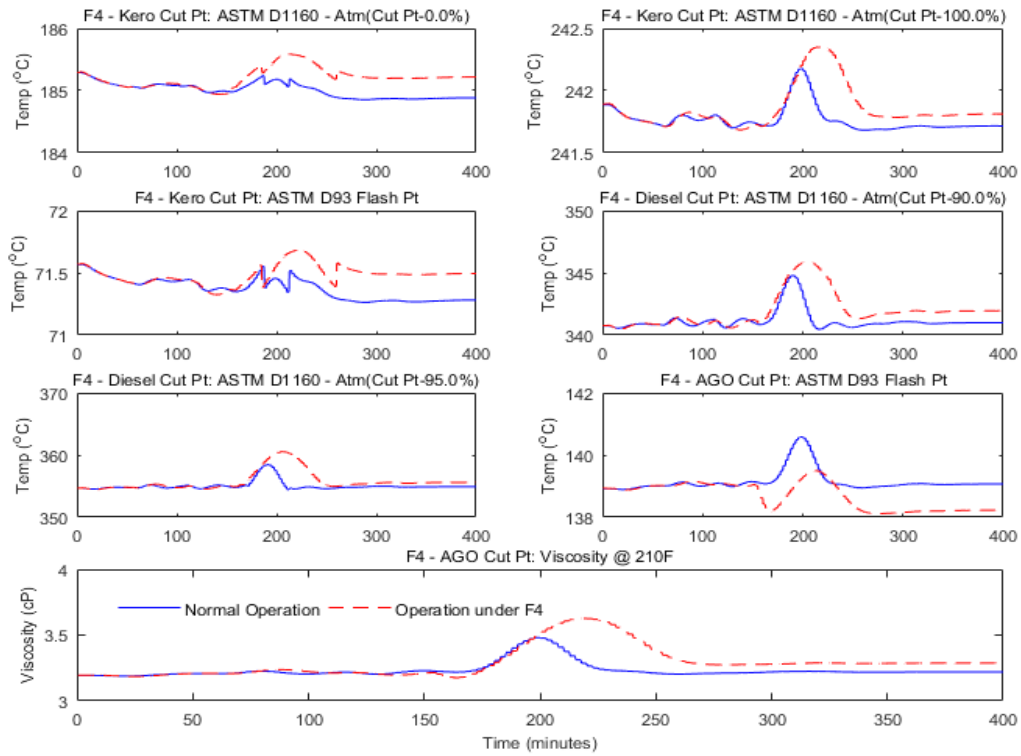 F4 - Kero Cut Pt: ASTM D1160 - Atm(Cut Pt-0.0%)
186
185
184
Temp (°C)
0 100 200 300 400
F4 - Kero Cut Pt: ASTM D1160 - Atm(Cut Pt-100.0%)
242.5
242
241.5
Temp (°C)
0 100 200 300 400
F4 - Kero Cut Pt: ASTM D93 Flash Pt
72
71.5
71
Temp (°C)
0 100 200 300 400
F4 - Diesel Cut Pt: ASTM D1160 - Atm(Cut Pt-90.0%)
350
345
340
Temp (°C)
0 100 200 300 400
F4 - Diesel Cut Pt: ASTM D1160 - Atm(Cut Pt-95.0%)
370
360
350
Temp (°C)
0 100 200 300 400
F4 - AGO Cut Pt: ASTM D93 Flash Pt
142
140
138
Temp (°C)
0 100 200 300 400
F4 - AGO Cut Pt: Viscosity @ 210F
4
3.5
3
Viscosity (cP)
Normal Operation Operation under F4
0 50 100 150 200 250 300 350 400
Time (minutes)